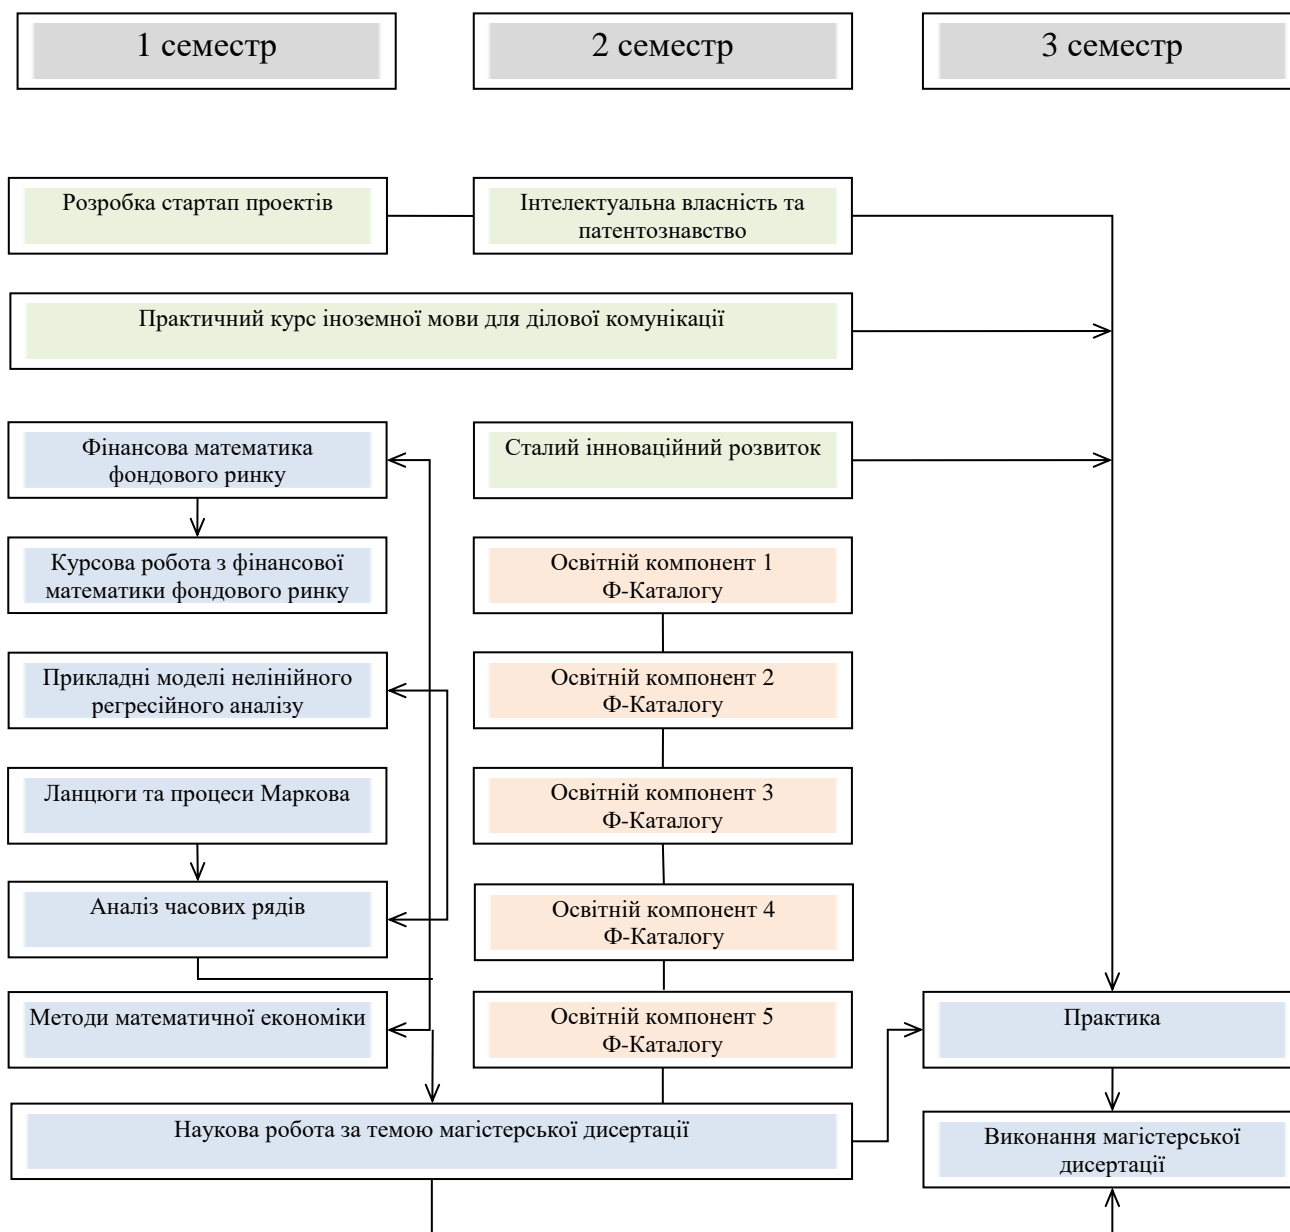 1 семестр
2 семестр
3 семестр
Розробка стартап проектів
Інтелектуальна власність та
патентознавство
Практичний курс іноземної мови для ділової комунікації
Фінансова математика
фондового ринку
Сталий інноваційний розвиток
Курсова робота з фінансової
математики фондового ринку
Освітній компонент 1
Ф-Каталогу
Прикладні моделі нелінійного
регресійного аналізу
Освітній компонент 2
Ф-Каталогу
Ланцюги та процеси Маркова
Освітній компонент 3
Ф-Каталогу
Аналіз часових рядів
Освітній компонент 4
Ф-Каталогу
Методи математичної економіки
Освітній компонент 5
Ф-Каталогу
Практика
Наукова робота за темою магістерської дисертації
Виконання магістерської
дисертації